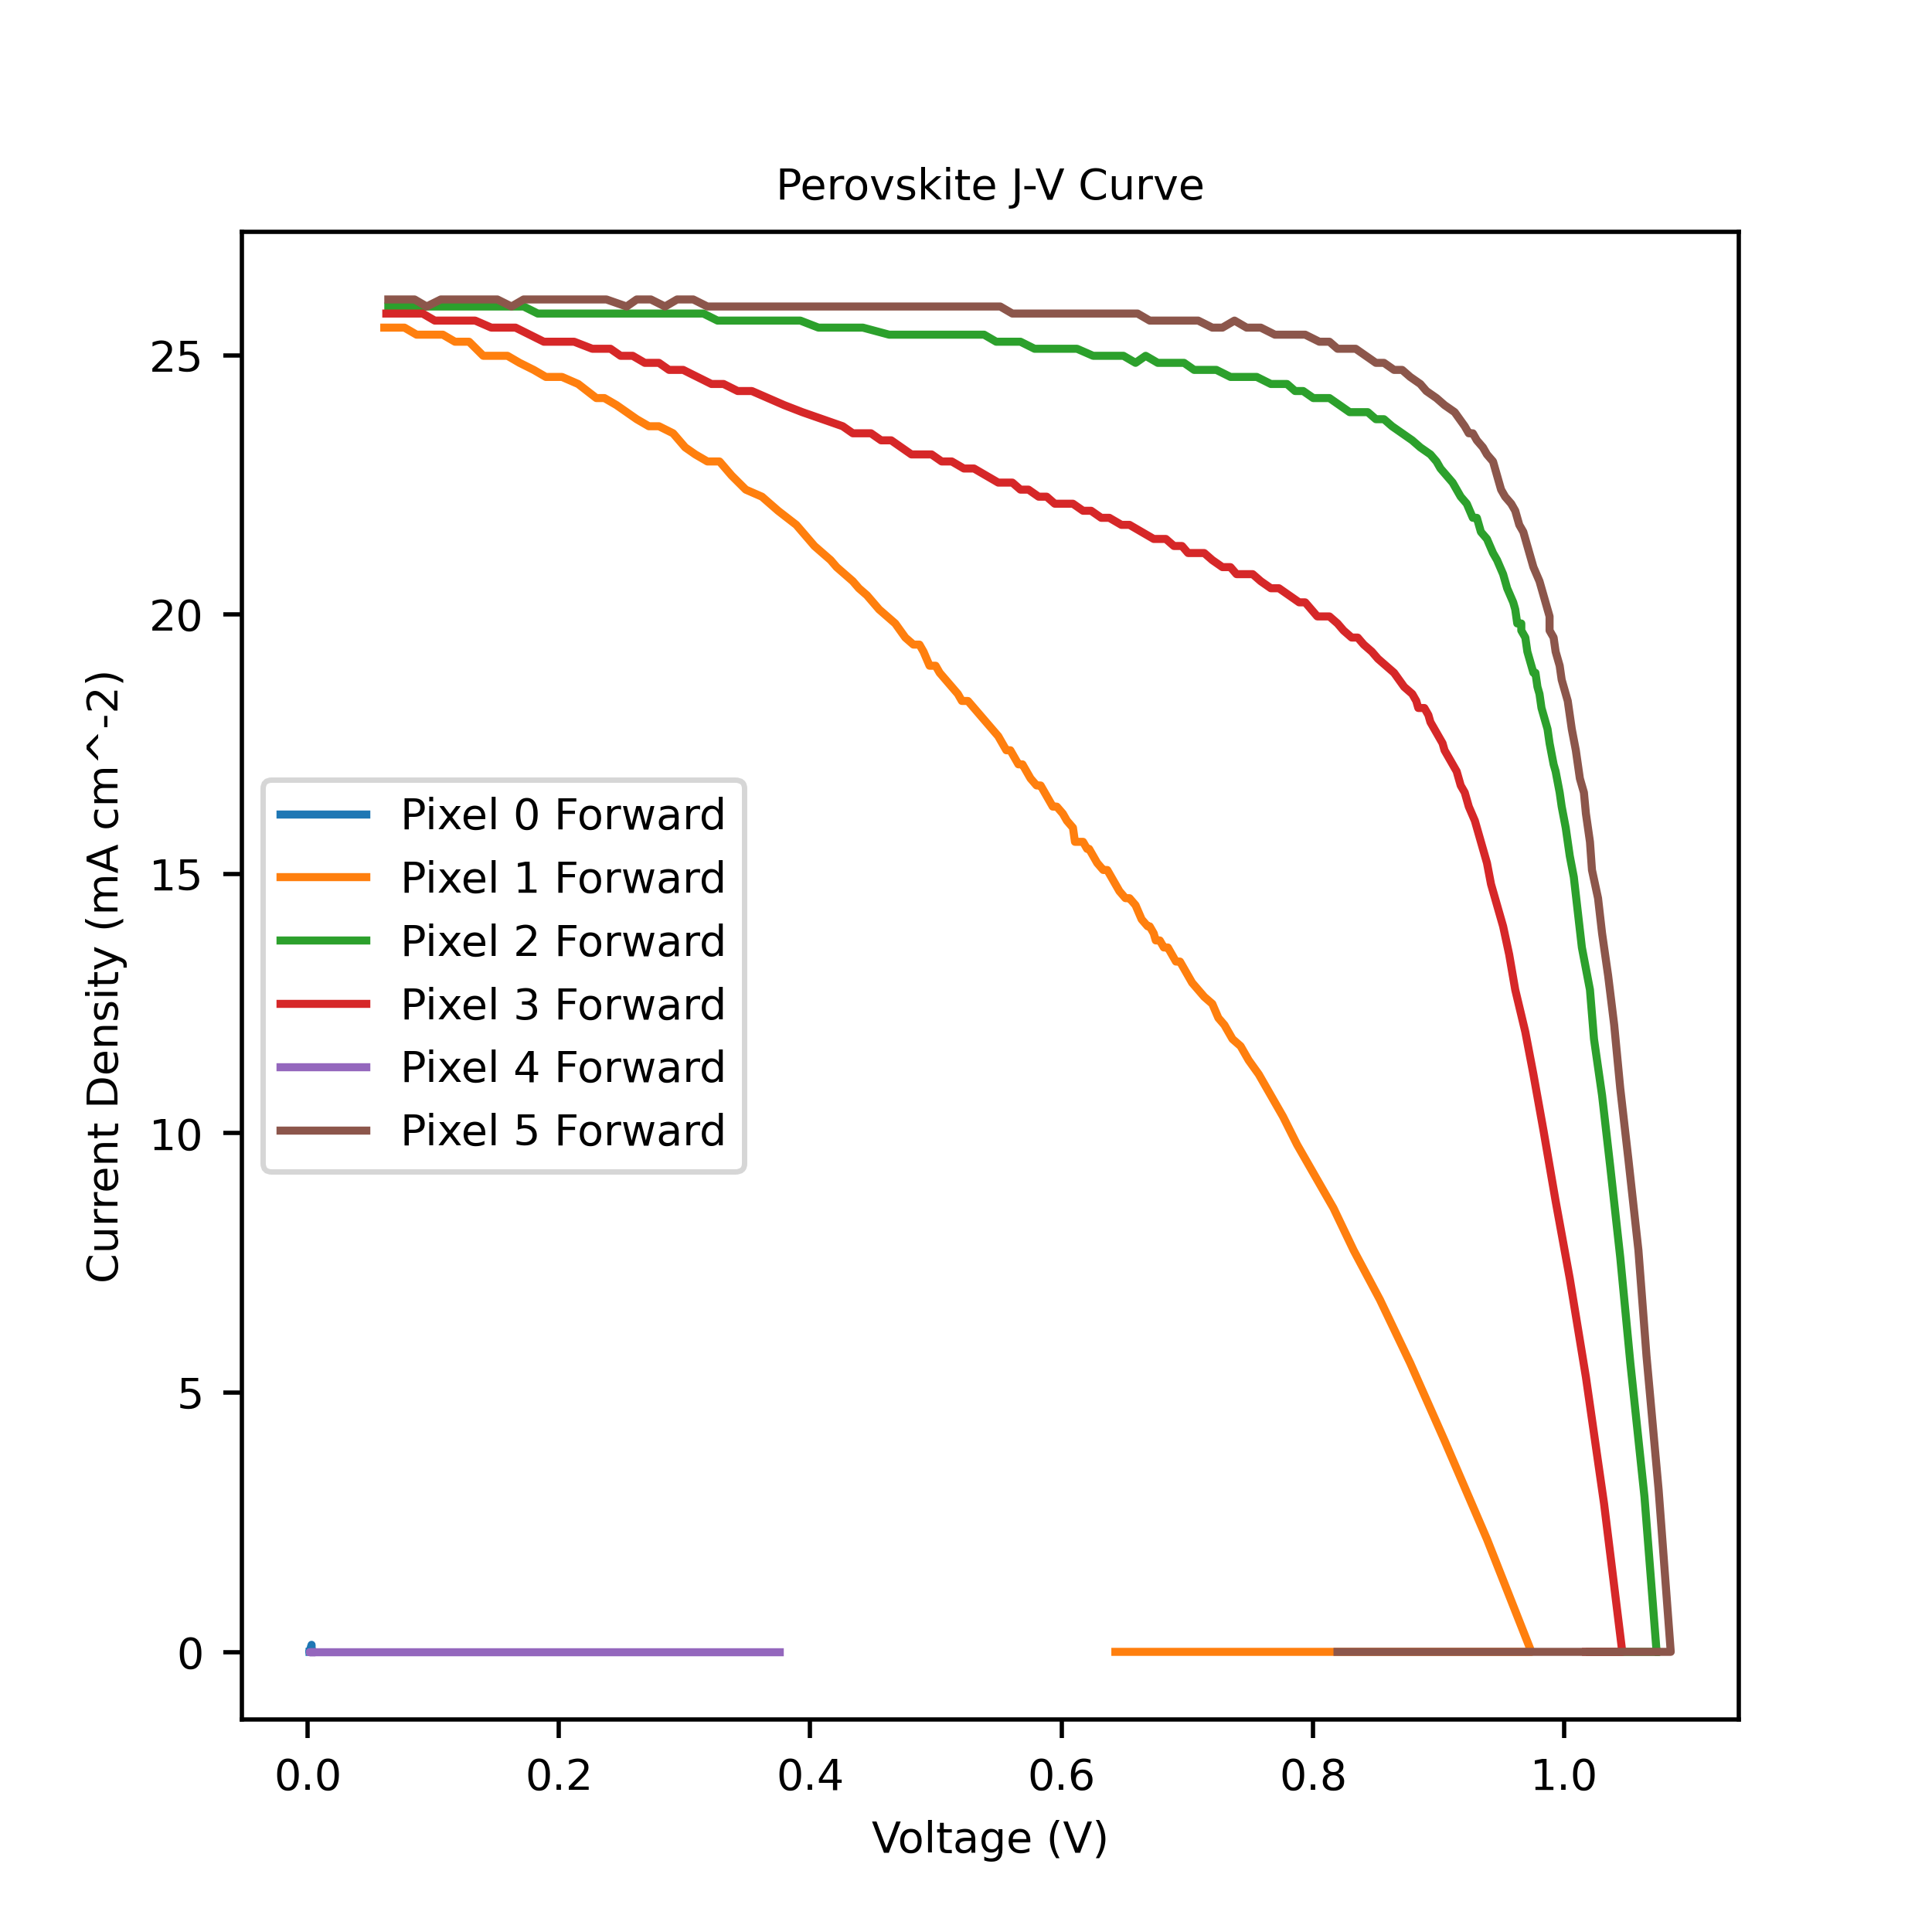 Perovskite J-V Curve
Current Density (mA cm^-2)
25
20
15
10
5
0
Pixel 0 Forward
Pixel 1 Forward
Pixel 2 Forward
Pixel 3 Forward
Pixel 4 Forward
Pixel 5 Forward
0.0 0.2 0.4 0.6 0.8 1.0
Voltage (V)